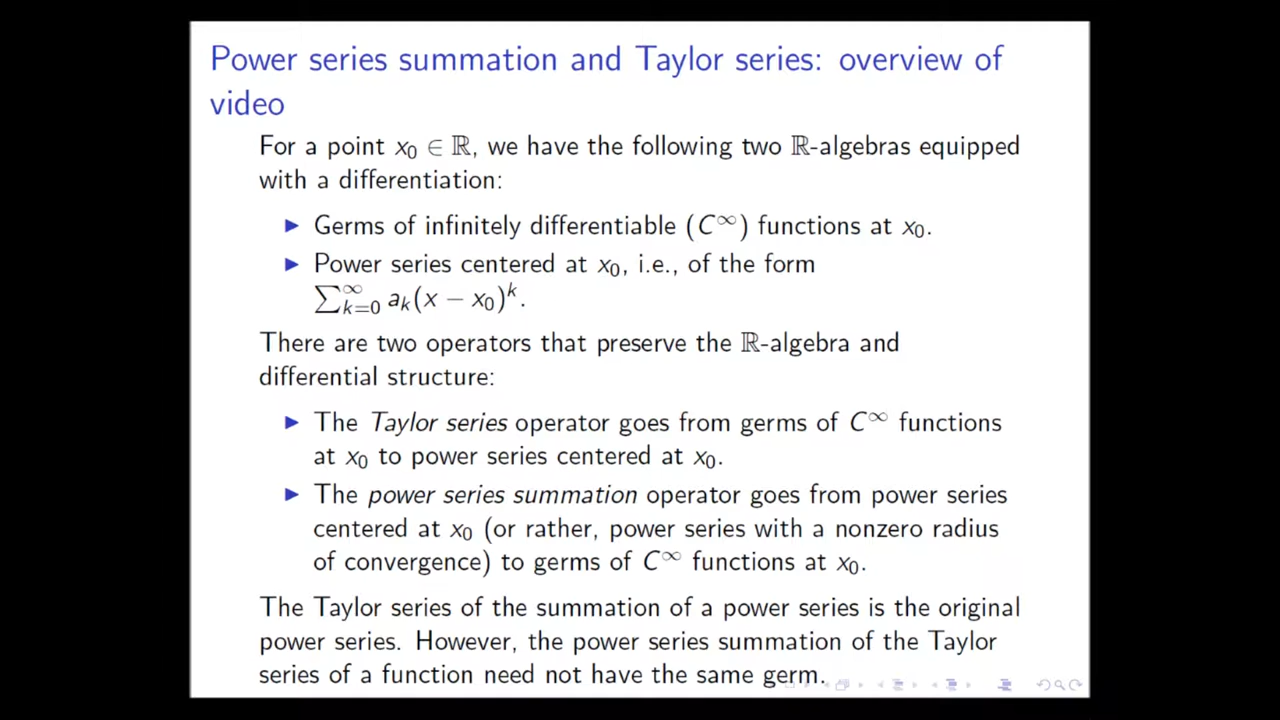 Power series summation and Taylor series: overview of
video
For a point x₀ ∈ ℝ, we have the following two ℝ-algebras equipped
with a differentiation:
▶ Germs of infinitely differentiable (C^∞) functions at x₀.
▶ Power series centered at x₀, i.e., of the form
∑_{k=0}^∞ a_k(x − x₀)^k.
There are two operators that preserve the ℝ-algebra and
differential structure:
▶ The Taylor series operator goes from germs of C^∞ functions
at x₀ to power series centered at x₀.
▶ The power series summation operator goes from power series
centered at x₀ (or rather, power series with a nonzero radius
of convergence) to germs of C^∞ functions at x₀.
The Taylor series of the summation of a power series is the original
power series. However, the power series summation of the Taylor
series of a function need not have the same germ.